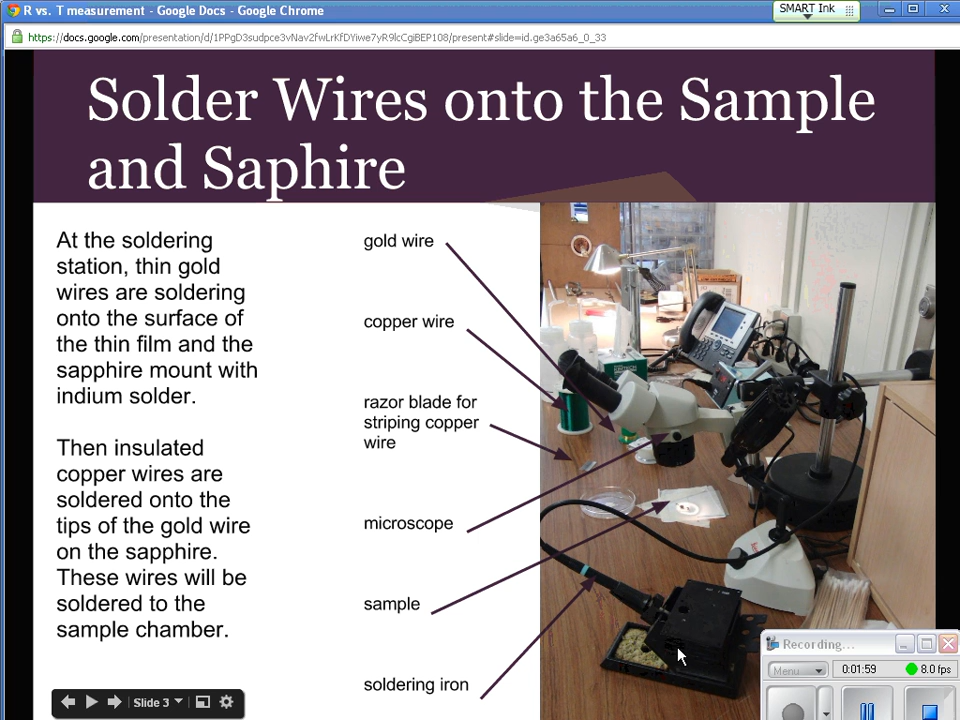 R vs. T measurement - Google Docs - Google Chrome
SMART Ink
https://docs.google.com/presentation/d/1PPgD3sudpce3vNav2fwLrKfDYiwe7yR9lcCgiBEP108/present#slide=id.ge3a65a6_0_33
Solder Wires onto the Sample
and Saphire
At the soldering
station, thin gold
wires are soldering
onto the surface of
the thin film and the
sapphire mount with
indium solder.
Then insulated
copper wires are
soldered onto the
tips of the gold wire
on the sapphire.
These wires will be
soldered to the
sample chamber.
gold wire
copper wire
razor blade for
striping copper
wire
microscope
sample
soldering iron
Slide 3
Recording...
Menu
0:01:59
8.0 fps